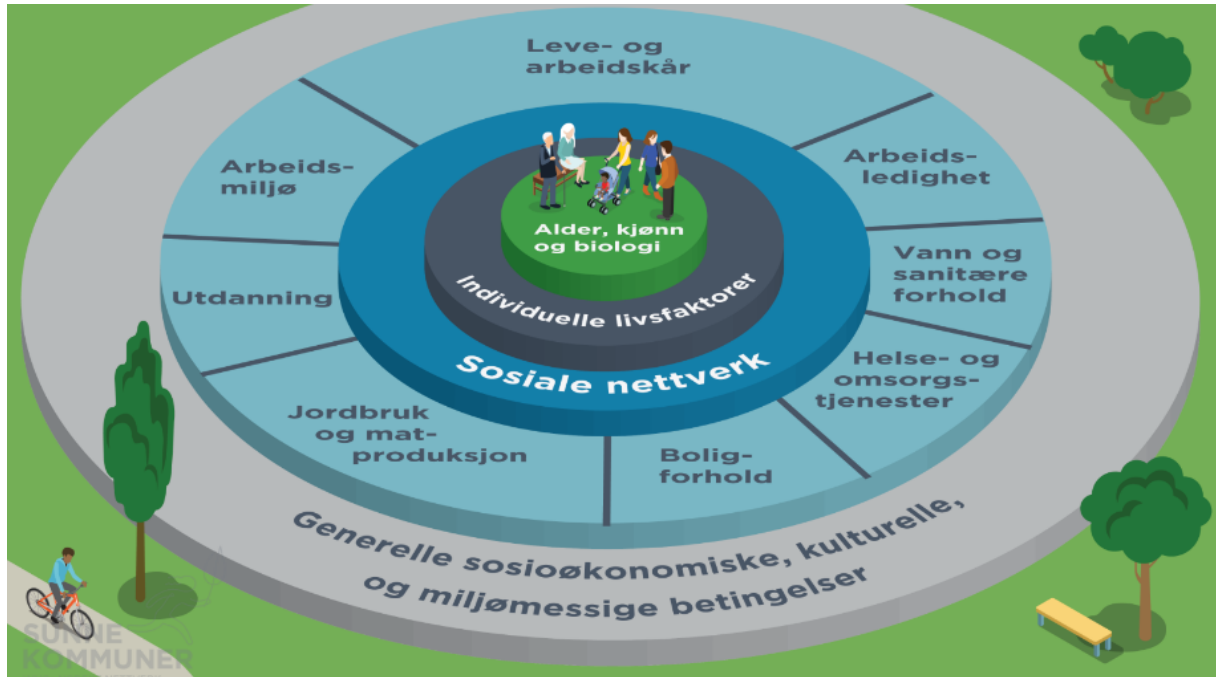 Leve- og
arbeidskår
Arbeids-
miljø
Arbeids-
ledighet
Utdanning
Vann og
sanitære
forhold
Alder, kjønn
og biologi
Individuelle livsfaktorer
Sosiale nettverk
Helse- og
omsorgs-
tjenester
Jordbruk
og mat-
produksjon
Bolig-
forhold
Generelle sosioøkonomiske, kulturelle,
og miljømessige betingelser
SUNNE
KOMMUNER